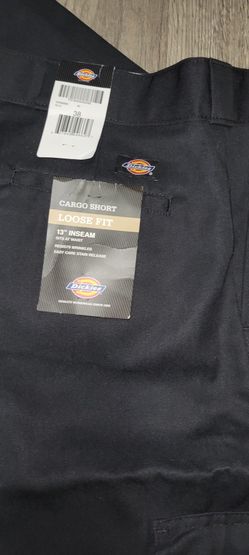 Dickies
38
Dickies
CARGO SHORT
LOOSE FIT
13" INSEAM
SITS AT WAIST
RESISTS WRINKLES
EASY CARE STAIN RELEASE
Dickies